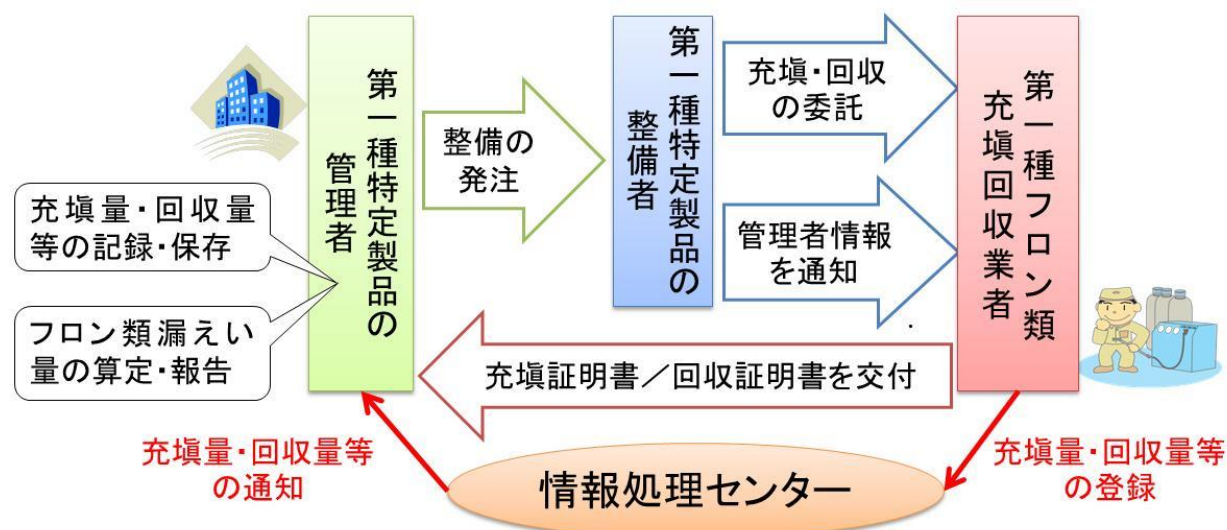 充塡量・回収量
等の記録・保存
フロン類漏えい
量の算定・報告
第一種特定製品の
管理者
整備の
発注
第一種特定製品の
整備者
充塡・回収
の委託
管理者情報
を通知
第一種フロン類
充塡回収業者
充塡証明書／回収証明書を交付
充塡量・回収量等
の通知
情報処理センター
充塡量・回収量等
の登録